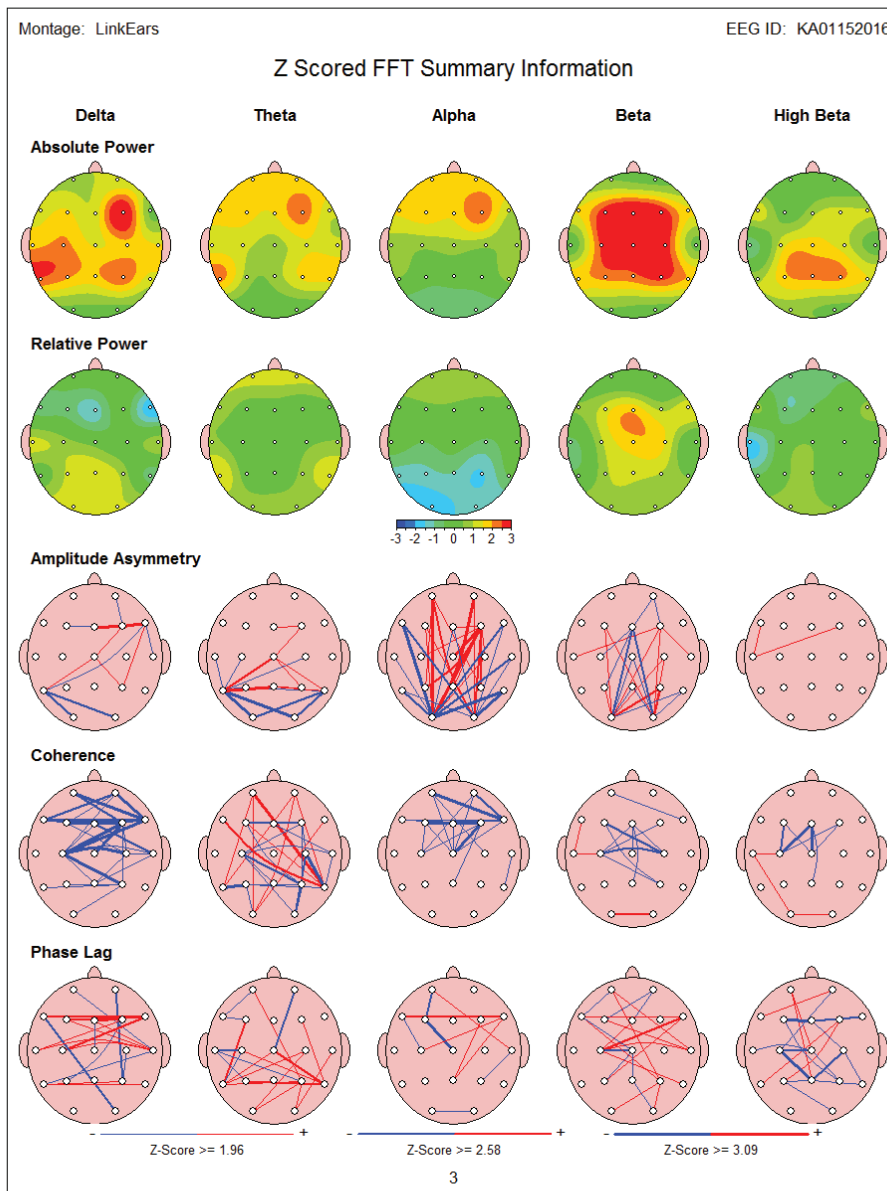 Montage: LinkEars EEG ID: KA01152016
Z Scored FFT Summary Information
Delta Theta Alpha Beta High Beta
Absolute Power
Relative Power
-3 -2 -1 0 1 2 3
Amplitude Asymmetry
Coherence
Phase Lag
- + - + - +
Z-Score >= 1.96 Z-Score >= 2.58 Z-Score >= 3.09
3